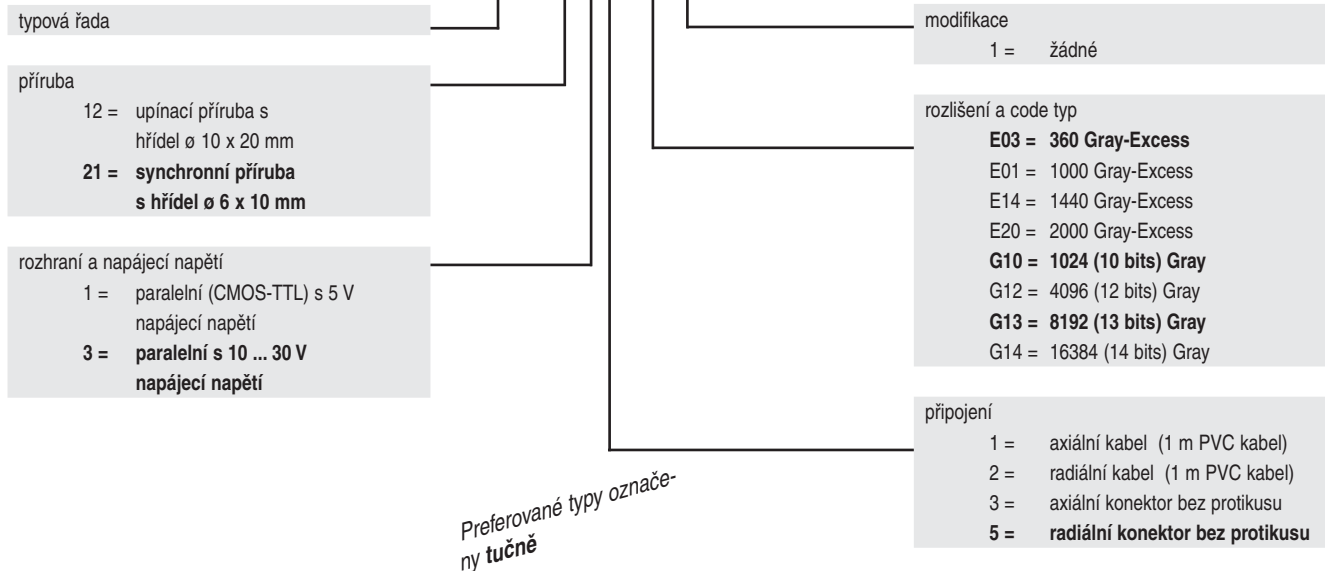 typová řada
příruba
12 = upínací příruba s
hřídel ø 10 x 20 mm
21 = synchronní příruba
s hřídel ø 6 x 10 mm
rozhraní a napájecí napětí
1 = paralelní (CMOS-TTL) s 5 V
napájecí napětí
3 = paralelní s 10 ... 30 V
napájecí napětí
Preferované typy označe-
ny tučně
modifikace
1 = žádné
rozlišení a code typ
E03 = 360 Gray-Excess
E01 = 1000 Gray-Excess
E14 = 1440 Gray-Excess
E20 = 2000 Gray-Excess
G10 = 1024 (10 bits) Gray
G12 = 4096 (12 bits) Gray
G13 = 8192 (13 bits) Gray
G14 = 16384 (14 bits) Gray
připojení
1 = axiální kabel (1 m PVC kabel)
2 = radiální kabel (1 m PVC kabel)
3 = axiální konektor bez protikusu
5 = radiální konektor bez protikusu